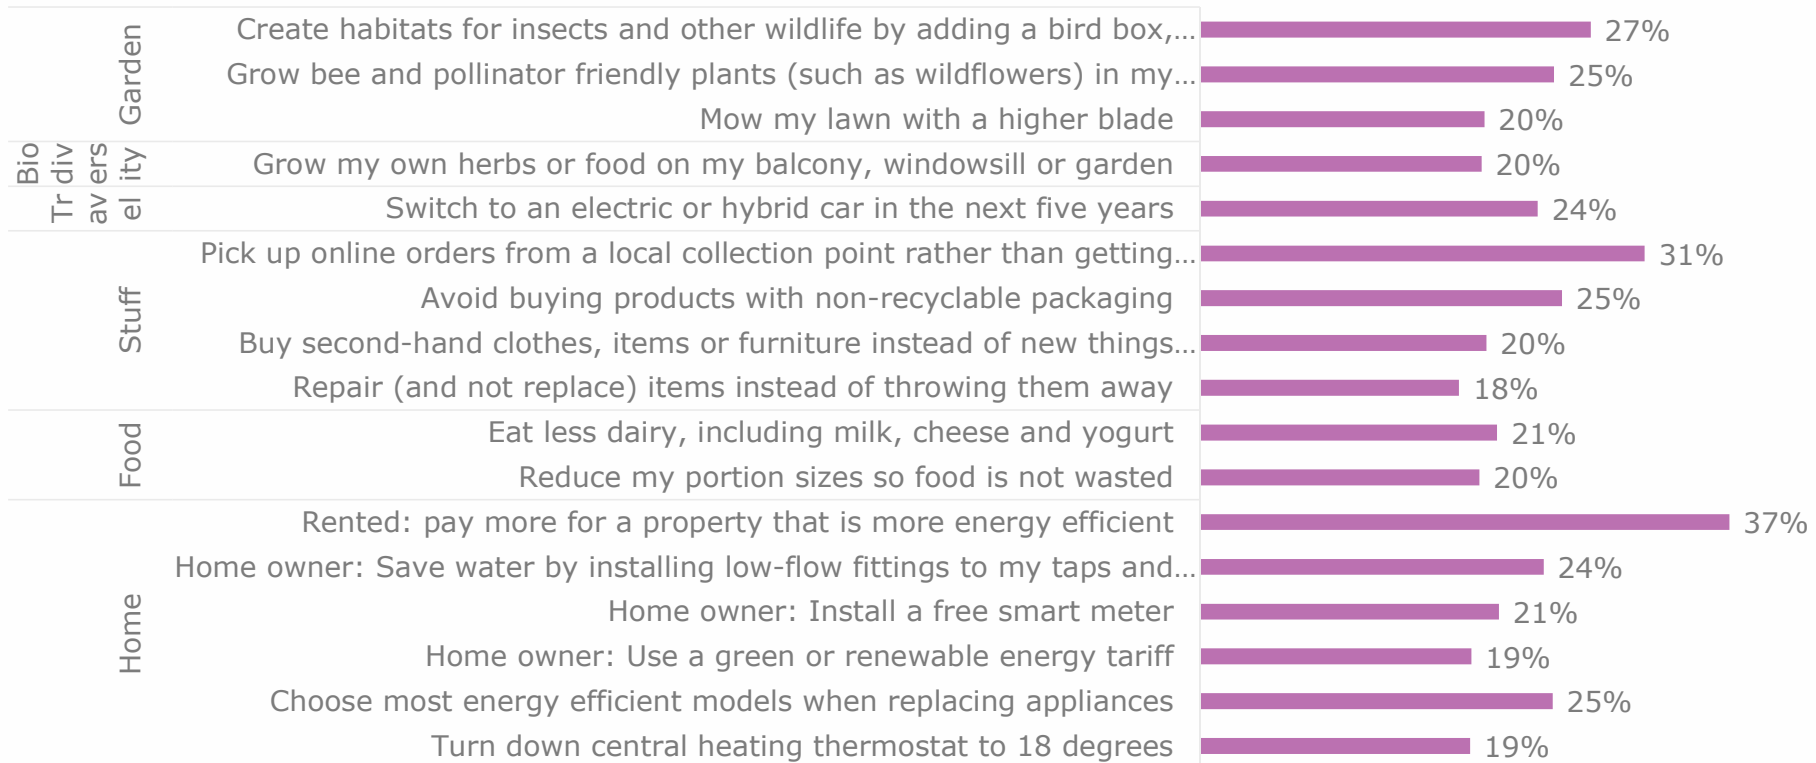 Garden
Create habitats for insects and other wildlife by adding a bird box,… 27%
Grow bee and pollinator friendly plants (such as wildflowers) in my… 25%
Mow my lawn with a higher blade 20%
Bio
div
ers
ity
Grow my own herbs or food on my balcony, windowsill or garden 20%
Tr
av
el
Switch to an electric or hybrid car in the next five years 24%
Stuff
Pick up online orders from a local collection point rather than getting… 31%
Avoid buying products with non-recyclable packaging 25%
Buy second-hand clothes, items or furniture instead of new things… 20%
Repair (and not replace) items instead of throwing them away 18%
Food
Eat less dairy, including milk, cheese and yogurt 21%
Reduce my portion sizes so food is not wasted 20%
Home
Rented: pay more for a property that is more energy efficient 37%
Home owner: Save water by installing low-flow fittings to my taps and… 24%
Home owner: Install a free smart meter 21%
Home owner: Use a green or renewable energy tariff 19%
Choose most energy efficient models when replacing appliances 25%
Turn down central heating thermostat to 18 degrees 19%